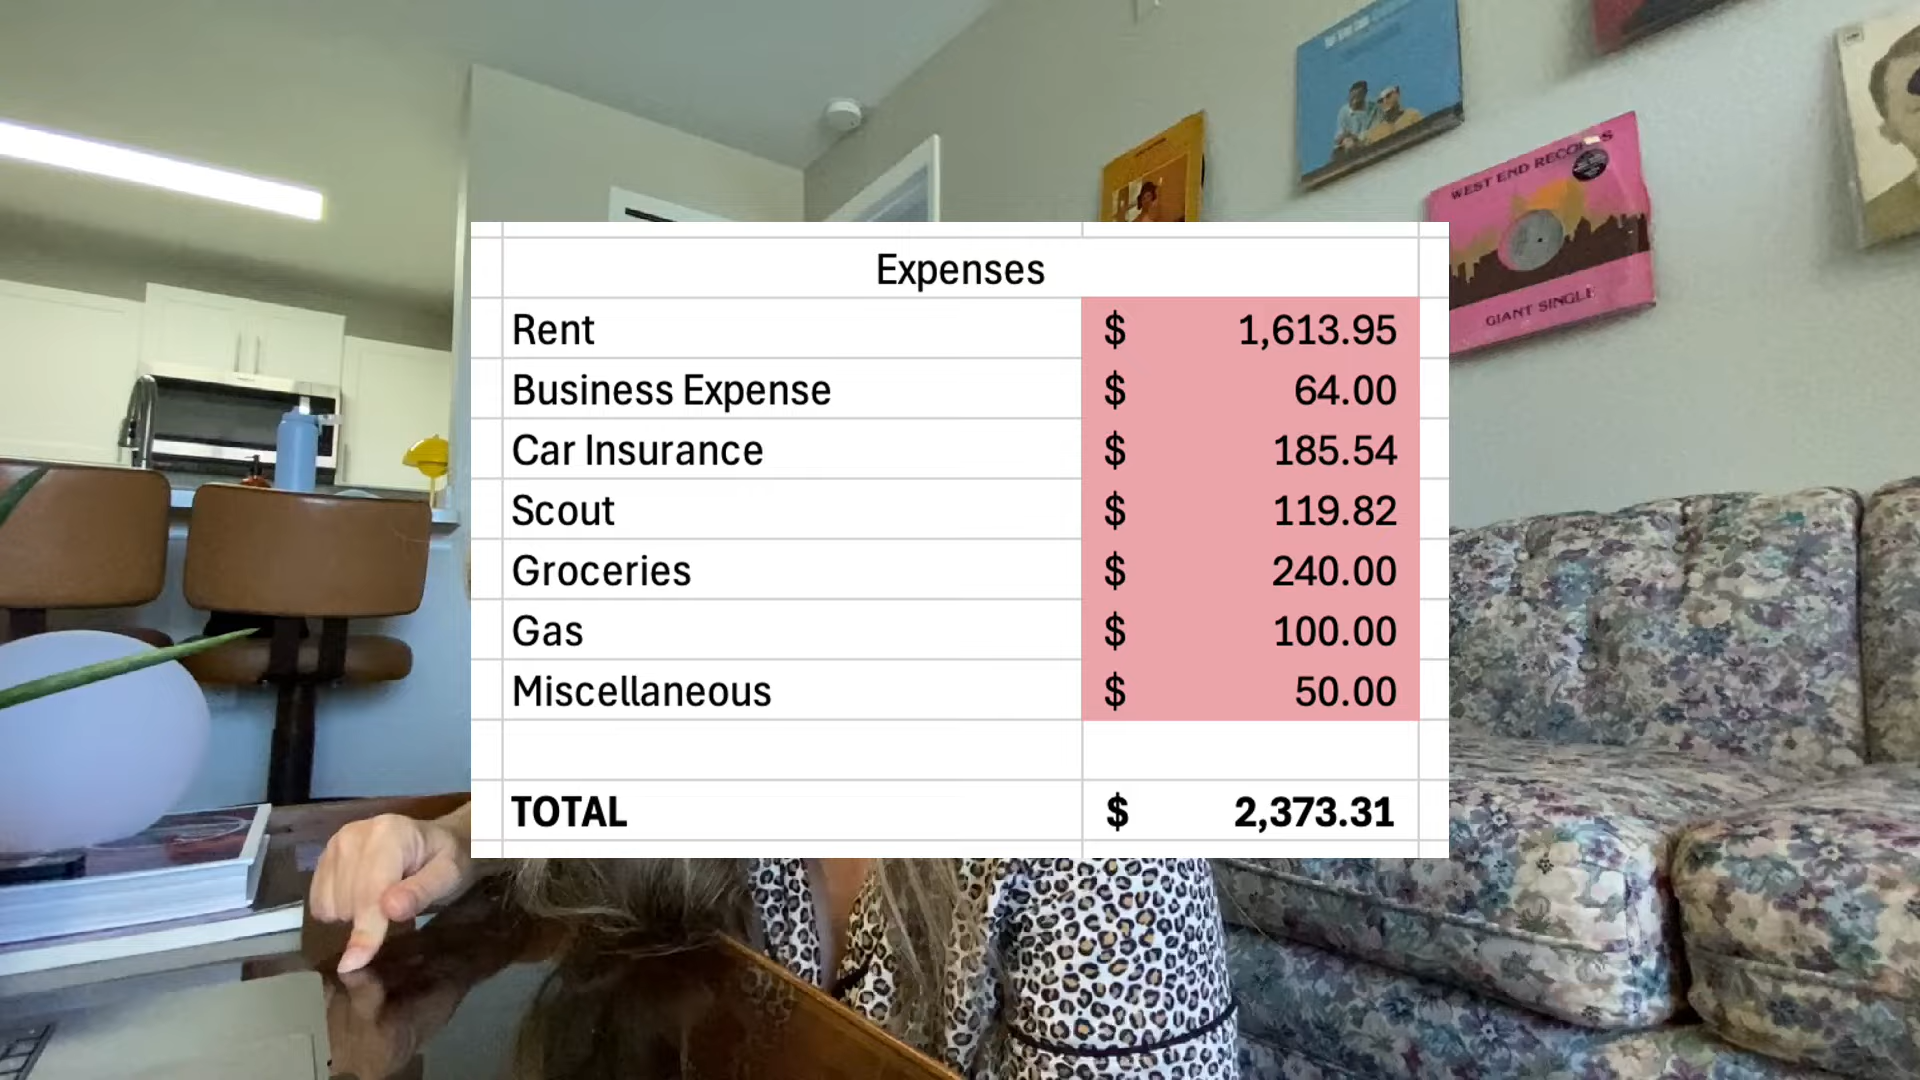 WEST END RECORDS
GIANT SINGLE
Expenses
Rent $ 1,613.95
Business Expense $ 64.00
Car Insurance $ 185.54
Scout $ 119.82
Groceries $ 240.00
Gas $ 100.00
Miscellaneous $ 50.00
TOTAL $ 2,373.31